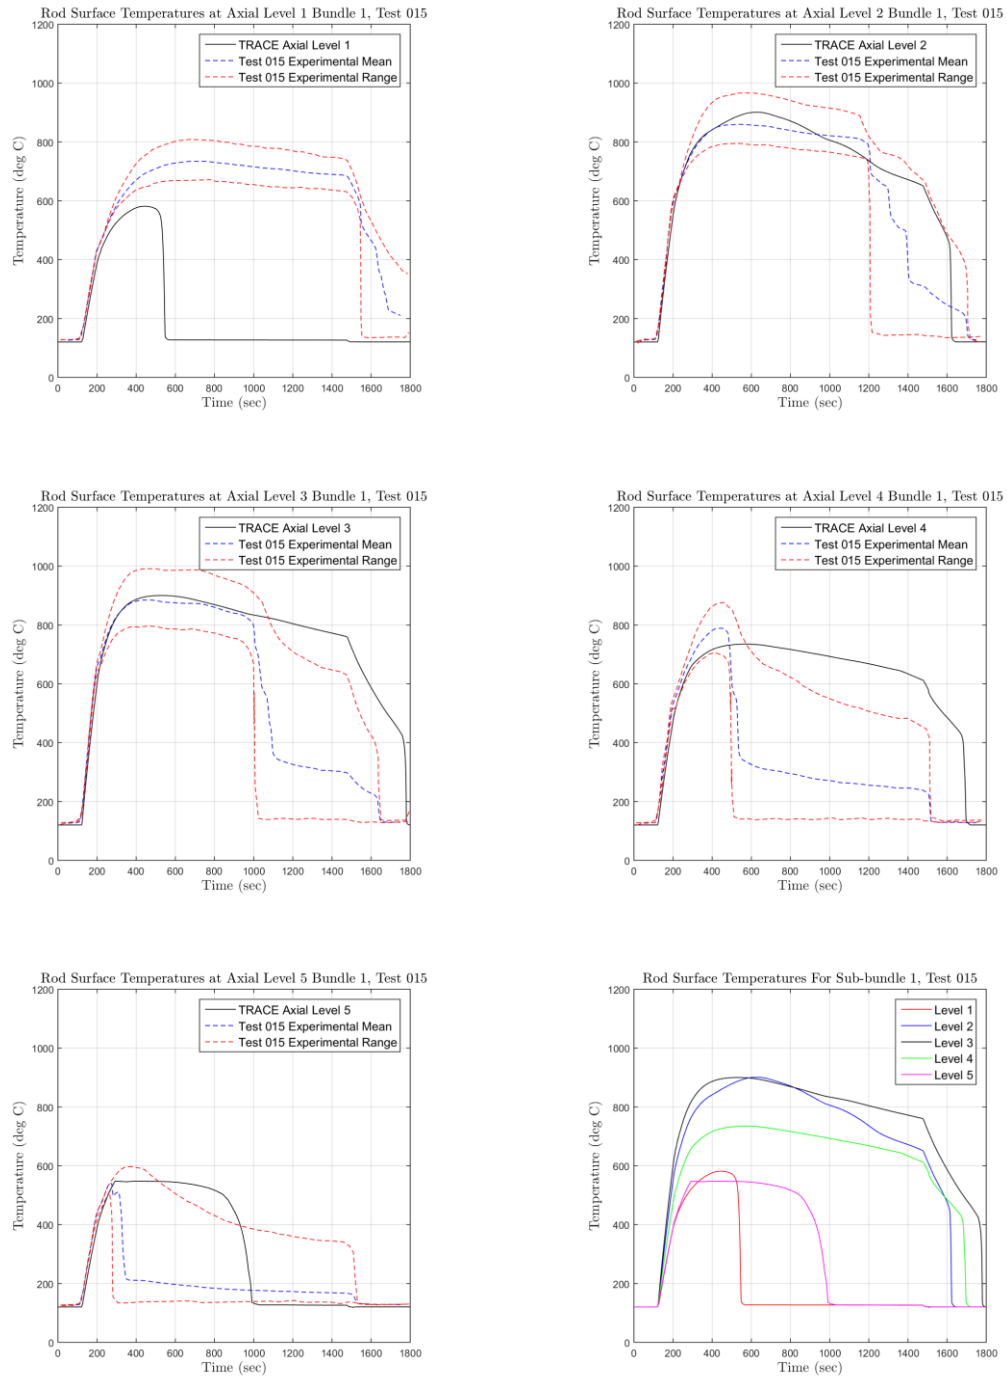 Rod Surface Temperatures at Axial Level 1 Bundle 1, Test 015
1200
1000
800
600
400
200
0
Temperature (deg C)
TRACE Axial Level 1
Test 015 Experimental Mean
Test 015 Experimental Range
0 200 400 600 800 1000 1200 1400 1600 1800
Time (sec)
Rod Surface Temperatures at Axial Level 2 Bundle 1, Test 015
1200
1000
800
600
400
200
0
Temperature (deg C)
TRACE Axial Level 2
Test 015 Experimental Mean
Test 015 Experimental Range
0 200 400 600 800 1000 1200 1400 1600 1800
Time (sec)
Rod Surface Temperatures at Axial Level 3 Bundle 1, Test 015
1200
1000
800
600
400
200
0
Temperature (deg C)
TRACE Axial Level 3
Test 015 Experimental Mean
Test 015 Experimental Range
0 200 400 600 800 1000 1200 1400 1600 1800
Time (sec)
Rod Surface Temperatures at Axial Level 4 Bundle 1, Test 015
1200
1000
800
600
400
200
0
Temperature (deg C)
TRACE Axial Level 4
Test 015 Experimental Mean
Test 015 Experimental Range
0 200 400 600 800 1000 1200 1400 1600 1800
Time (sec)
Rod Surface Temperatures at Axial Level 5 Bundle 1, Test 015
1200
1000
800
600
400
200
0
Temperature (deg C)
TRACE Axial Level 5
Test 015 Experimental Mean
Test 015 Experimental Range
0 200 400 600 800 1000 1200 1400 1600 1800
Time (sec)
Rod Surface Temperatures For Sub-bundle 1, Test 015
1200
1000
800
600
400
200
0
Temperature (deg C)
Level 1
Level 2
Level 3
Level 4
Level 5
0 200 400 600 800 1000 1200 1400 1600 1800
Time (sec)